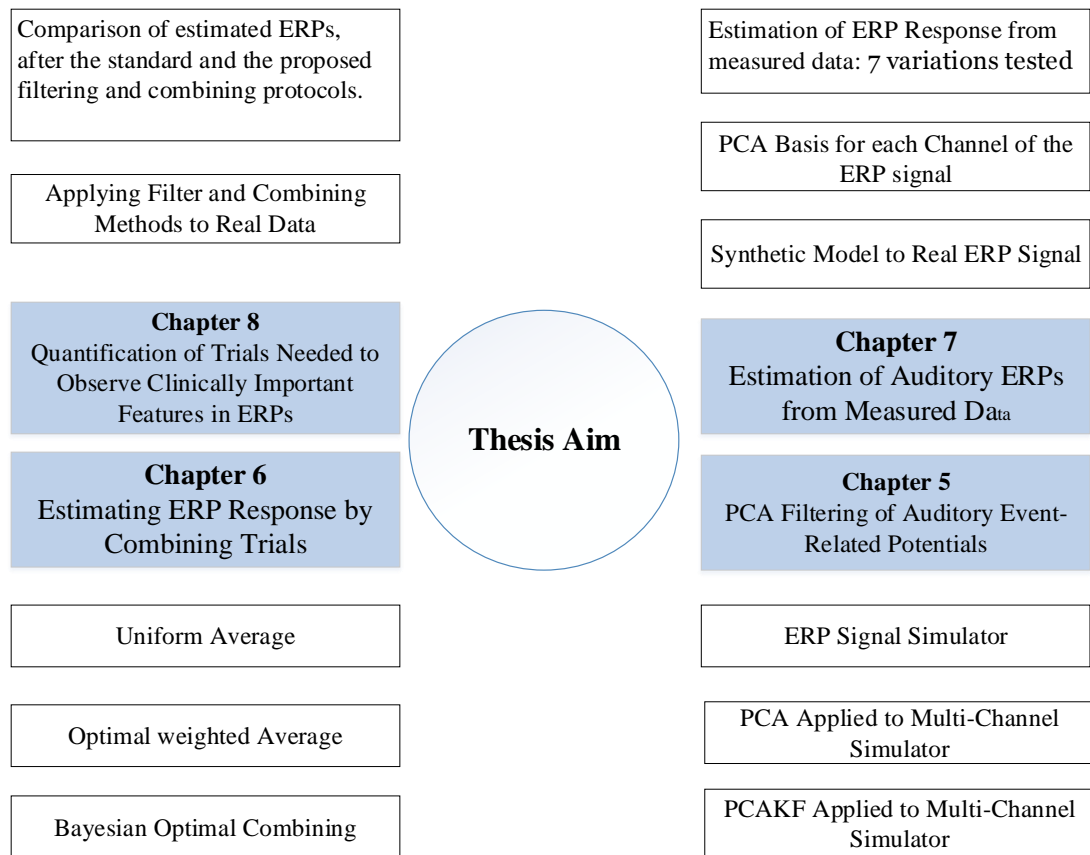 Comparison of estimated ERPs,
after the standard and the proposed
filtering and combining protocols.
Applying Filter and Combining
Methods to Real Data
Chapter 8
Quantification of Trials Needed to
Observe Clinically Important
Features in ERPs
Chapter 6
Estimating ERP Response by
Combining Trials
Uniform Average
Optimal weighted Average
Bayesian Optimal Combining
Thesis Aim
Estimation of ERP Response from
measured data: 7 variations tested
PCA Basis for each Channel of the
ERP signal
Synthetic Model to Real ERP Signal
Chapter 7
Estimation of Auditory ERPs
from Measured Data
Chapter 5
PCA Filtering of Auditory Event-
Related Potentials
ERP Signal Simulator
PCA Applied to Multi-Channel
Simulator
PCAKF Applied to Multi-Channel
Simulator